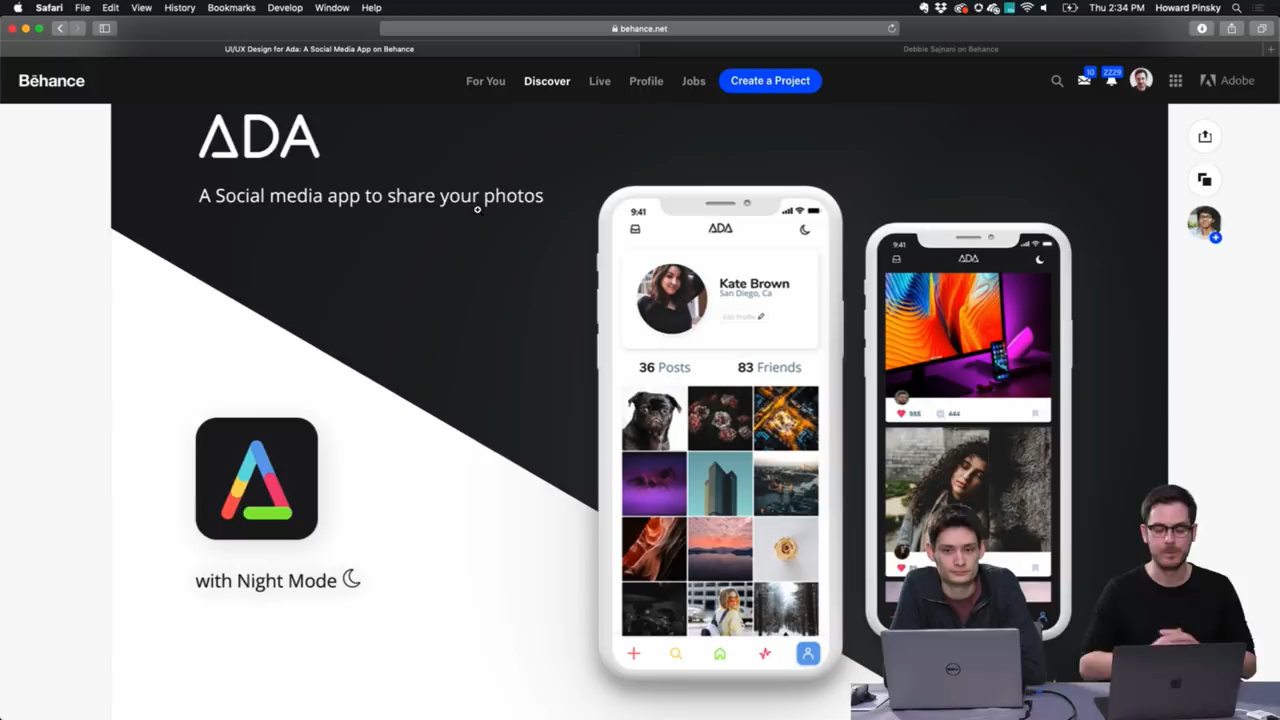 Safari File Edit View History Bookmarks Develop Window Help
Thu 2:34 PM Howard Pinsky
behance.net
UI/UX Design for Ada: A Social Media App on Behance
Debbie Sajnani on Behance
Bēhance
For You Discover Live Profile Jobs Create a Project
10
2229
Adobe
ADA
A Social media app to share your photos
with Night Mode
9:41
ADA
Kate Brown
San Diego, Ca
Edit Profile
36 Posts 83 Friends
9:41
ADA
444
DELL